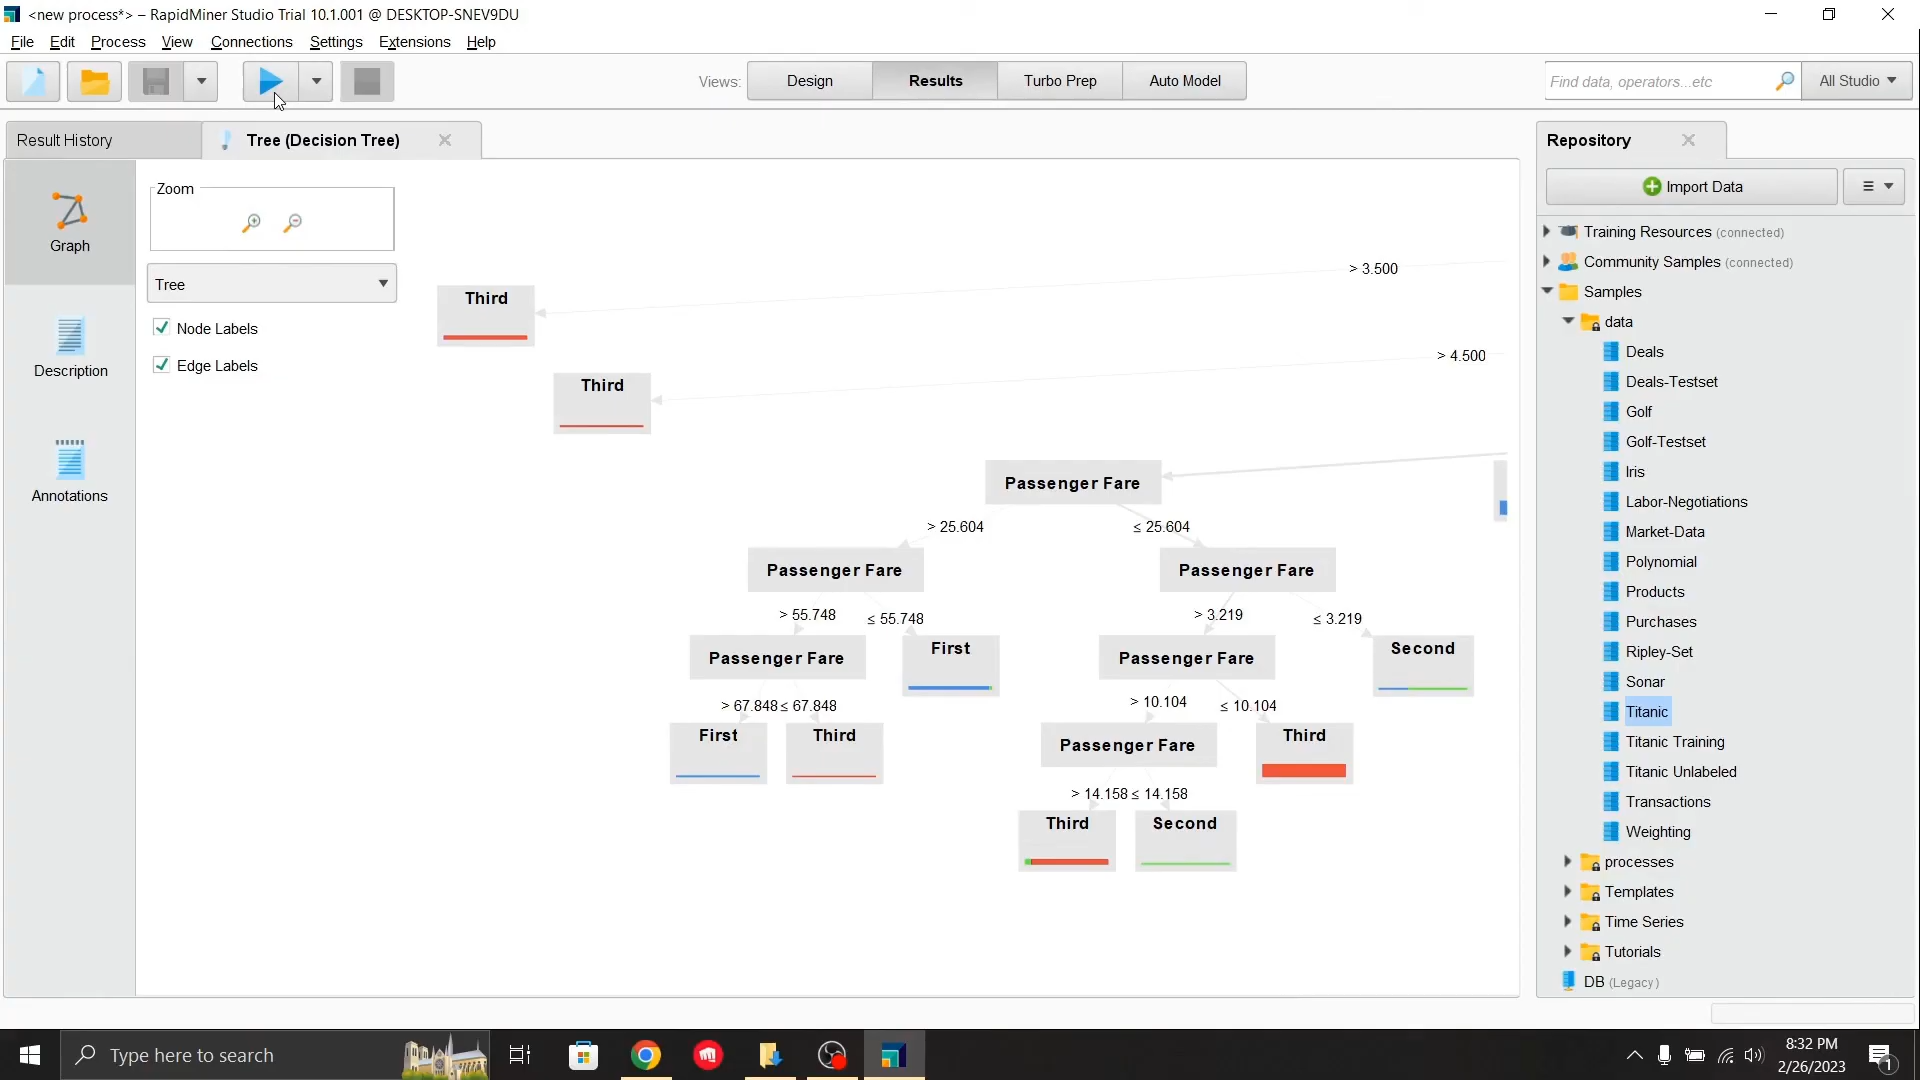 <new process*> – RapidMiner Studio Trial 10.1.001 @ DESKTOP-SNEV9DU
File Edit Process View Connections Settings Extensions Help
Views: Design Results Turbo Prep Auto Model
Find data, operators...etc
All Studio
Result History
Tree (Decision Tree)
Repository
Zoom
Import Data
Graph
Tree
Node Labels
Edge Labels
Description
Annotations
> 3.500
Third
> 4.500
Third
Passenger Fare
> 25.604
≤ 25.604
Passenger Fare
Passenger Fare
> 55.748
≤ 55.748
> 3.219
≤ 3.219
Passenger Fare
First
Passenger Fare
Second
> 67.848
≤ 67.848
> 10.104
≤ 10.104
First
Third
Passenger Fare
Third
> 14.158
≤ 14.158
Third
Second
Training Resources (connected)
Community Samples (connected)
Samples
data
Deals
Deals-Testset
Golf
Golf-Testset
Iris
Labor-Negotiations
Market-Data
Polynomial
Products
Purchases
Ripley-Set
Sonar
Titanic
Titanic Training
Titanic Unlabeled
Transactions
Weighting
processes
Templates
Time Series
Tutorials
DB (Legacy)
Type here to search
8:32 PM
2/26/2023
1